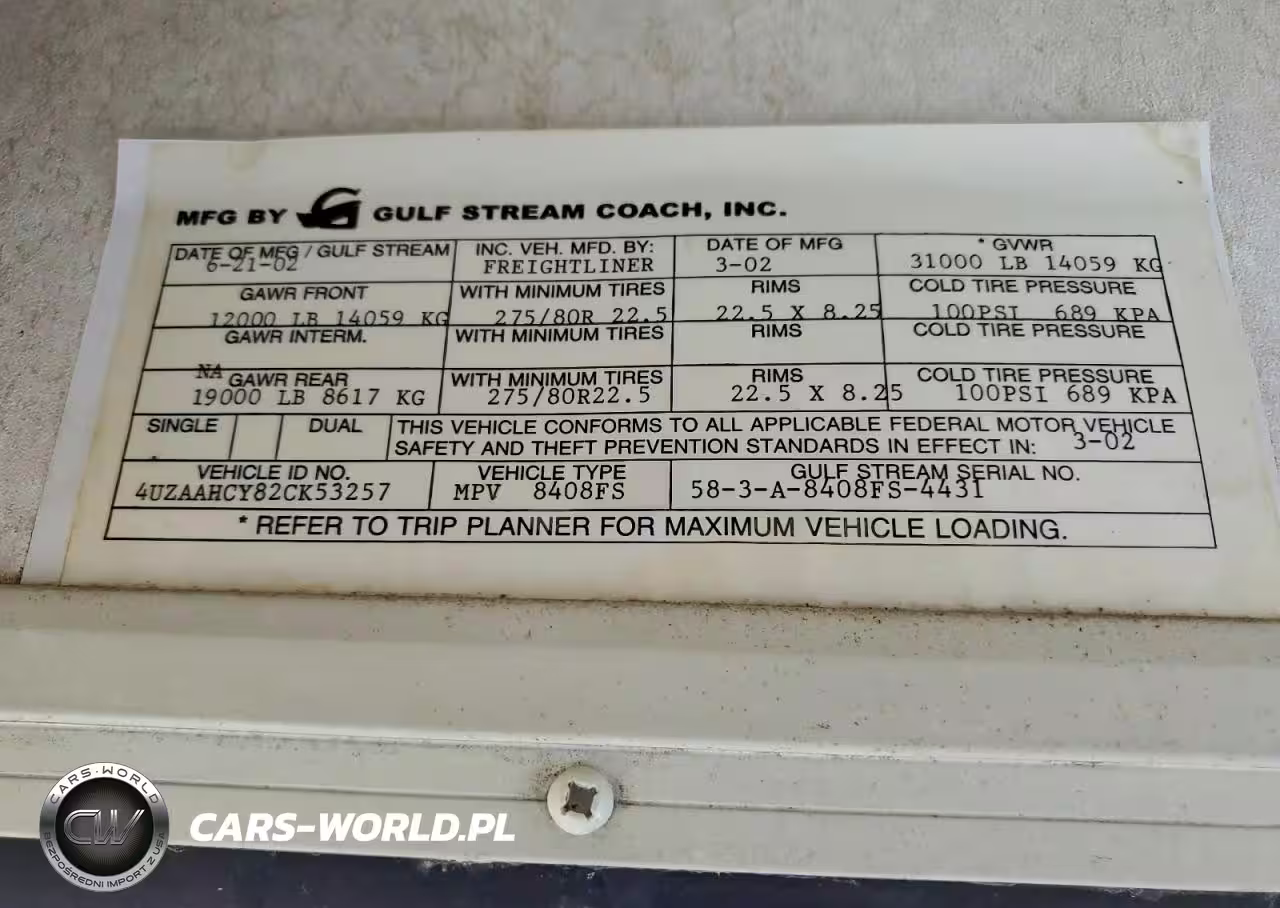 MFG BY GULF STREAM COACH, INC.
DATE OF MFG / GULF STREAM INC. VEH. MFD. BY: DATE OF MFG * GVWR
6-21-02 FREIGHTLINER 3-02 31000 LB 14059 KG
GAWR FRONT WITH MINIMUM TIRES RIMS COLD TIRE PRESSURE
12000 LB 14059 KG 275/80R 22.5 22.5 X 8.25 100PSI 689 KPA
GAWR INTERM. WITH MINIMUM TIRES RIMS COLD TIRE PRESSURE
NA
GAWR REAR WITH MINIMUM TIRES RIMS COLD TIRE PRESSURE
19000 LB 8617 KG 275/80R22.5 22.5 X 8.25 100PSI 689 KPA
SINGLE DUAL THIS VEHICLE CONFORMS TO ALL APPLICABLE FEDERAL MOTOR VEHICLE
SAFETY AND THEFT PREVENTION STANDARDS IN EFFECT IN: 3-02
VEHICLE ID NO. VEHICLE TYPE GULF STREAM SERIAL NO.
4UZAAHCY82CK53257 MPV 8408FS 58-3-A-8408FS-4431
* REFER TO TRIP PLANNER FOR MAXIMUM VEHICLE LOADING.
CARS-WORLD
CW
BEZPOŚREDNI IMPORT Z USA
CARS-WORLD.PL